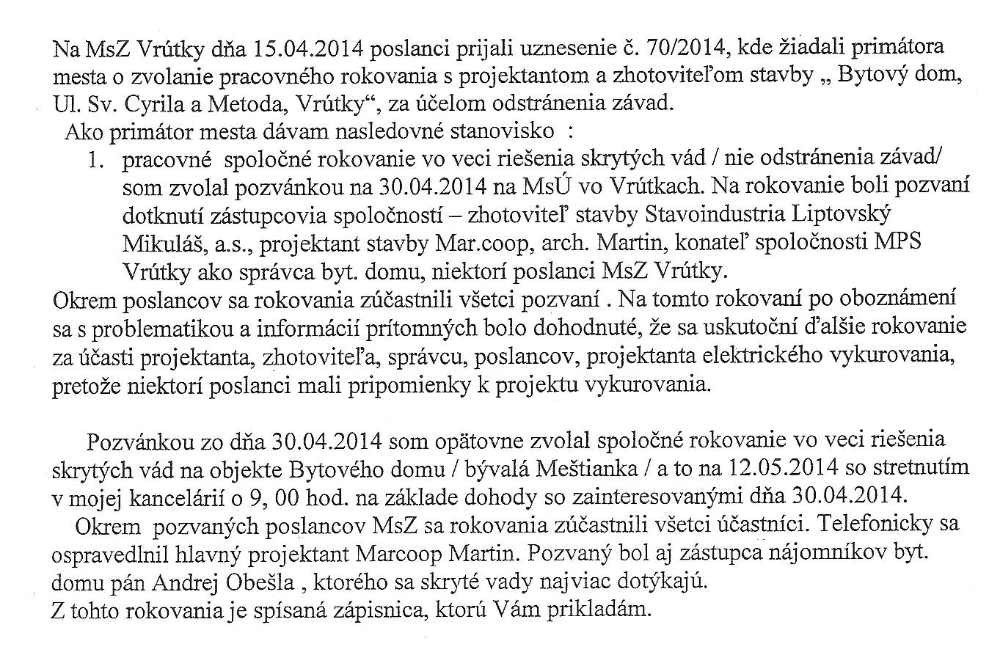 Na MsZ Vrútky dňa 15.04.2014 poslanci prijali uznesenie č. 70/2014, kde žiadali primátora
mesta o zvolanie pracovného rokovania s projektantom a zhotoviteľom stavby „ Bytový dom,
Ul. Sv. Cyrila a Metoda, Vrútky“, za účelom odstránenia závad.
Ako primátor mesta dávam nasledovné stanovisko :
1. pracovné spoločné rokovanie vo veci riešenia skrytých vád / nie odstránenia závad/
som zvolal pozvánkou na 30.04.2014 na MsÚ vo Vrútkach. Na rokovanie boli pozvaní
dotknutí zástupcovia spoločností – zhotoviteľ stavby Stavoindustria Liptovský
Mikuláš, a.s., projektant stavby Mar.coop, arch. Martin, konateľ spoločnosti MPS
Vrútky ako správca byt. domu, niektorí poslanci MsZ Vrútky.
Okrem poslancov sa rokovania zúčastnili všetci pozvaní . Na tomto rokovaní po oboznámení
sa s problematikou a informácií prítomných bolo dohodnuté, že sa uskutoční ďalšie rokovanie
za účasti projektanta, zhotoviteľa, správcu, poslancov, projektanta elektrického vykurovania,
pretože niektorí poslanci mali pripomienky k projektu vykurovania.
Pozvánkou zo dňa 30.04.2014 som opätovne zvolal spoločné rokovanie vo veci riešenia
skrytých vád na objekte Bytového domu / bývalá Meštianka / a to na 12.05.2014 so stretnutím
v mojej kancelárií o 9, 00 hod. na základe dohody so zainteresovanými dňa 30.04.2014.
Okrem pozvaných poslancov MsZ sa rokovania zúčastnili všetci účastníci. Telefonicky sa
ospravedlnil hlavný projektant Marcoop Martin. Pozvaný bol aj zástupca nájomníkov byt.
domu pán Andrej Obešla , ktorého sa skryté vady najviac dotýkajú.
Z tohto rokovania je spísaná zápisnica, ktorú Vám prikladám.